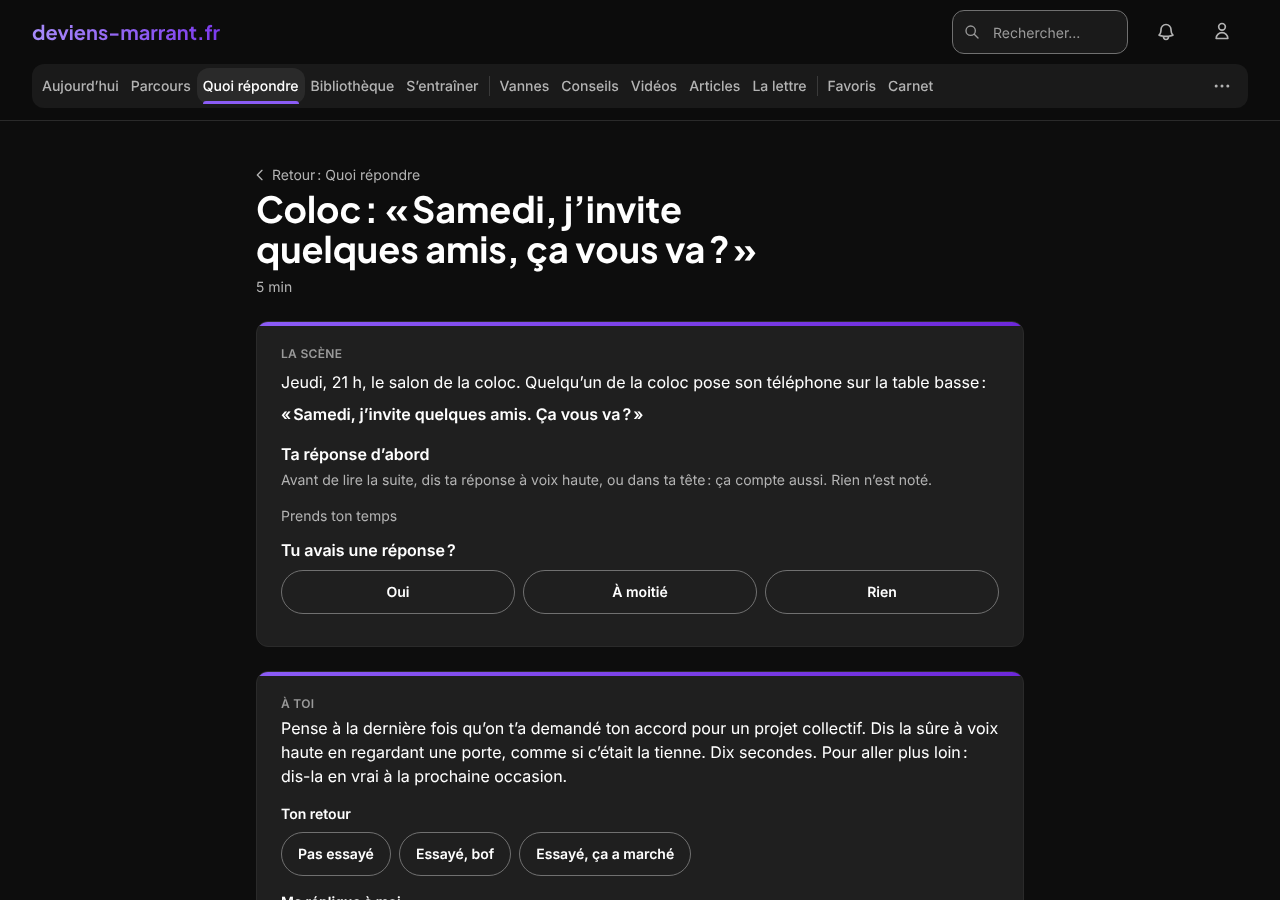 deviens-marrant.fr
Rechercher...
Aujourd’hui Parcours Quoi répondre Bibliothèque S’entraîner Vannes Conseils Vidéos Articles La lettre Favoris Carnet
Retour : Quoi répondre
Coloc : « Samedi, j’invite
quelques amis, ça vous va ? »
5 min
LA SCÈNE
Jeudi, 21 h, le salon de la coloc. Quelqu’un de la coloc pose son téléphone sur la table basse :
« Samedi, j’invite quelques amis. Ça vous va ? »
Ta réponse d’abord
Avant de lire la suite, dis ta réponse à voix haute, ou dans ta tête : ça compte aussi. Rien n’est noté.
Prends ton temps
Tu avais une réponse ?
Oui À moitié Rien
À TOI
Pense à la dernière fois qu’on t’a demandé ton accord pour un projet collectif. Dis la sûre à voix
haute en regardant une porte, comme si c’était la tienne. Dix secondes. Pour aller plus loin :
dis-la en vrai à la prochaine occasion.
Ton retour
Pas essayé Essayé, bof Essayé, ça a marché